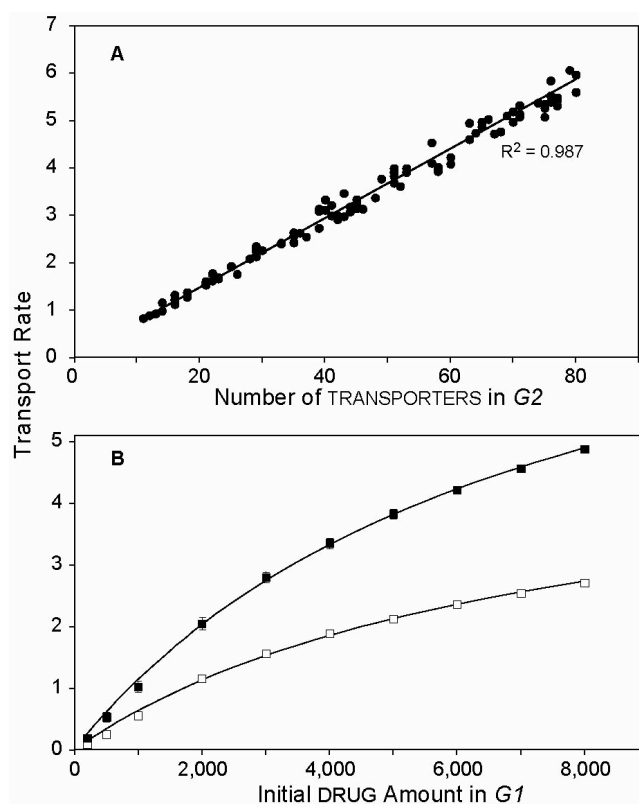 7
A
6
5
4
R² = 0.987
3
2
1
0
0 20 40 60 80
Number of TRANSPORTERS in G2
Transport Rate
5
B
4
3
2
1
0
0 2,000 4,000 6,000 8,000
Initial DRUG Amount in G1